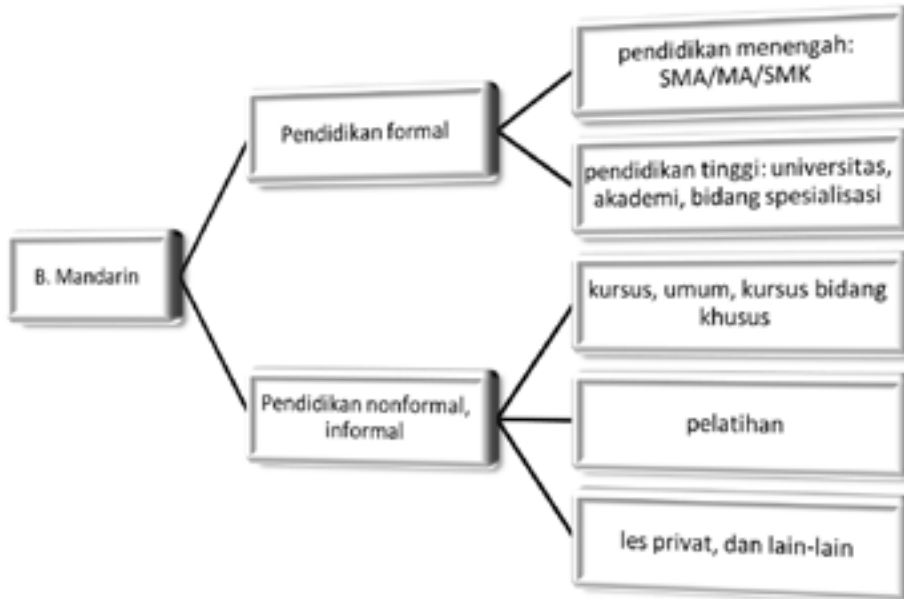 B. Mandarin
Pendidikan formal
pendidikan menengah:
SMA/MA/SMK
pendidikan tinggi: universitas,
akademi, bidang spesialisasi
Pendidikan nonformal,
informal
kursus, umum, kursus bidang
khusus
pelatihan
les privat, dan lain-lain